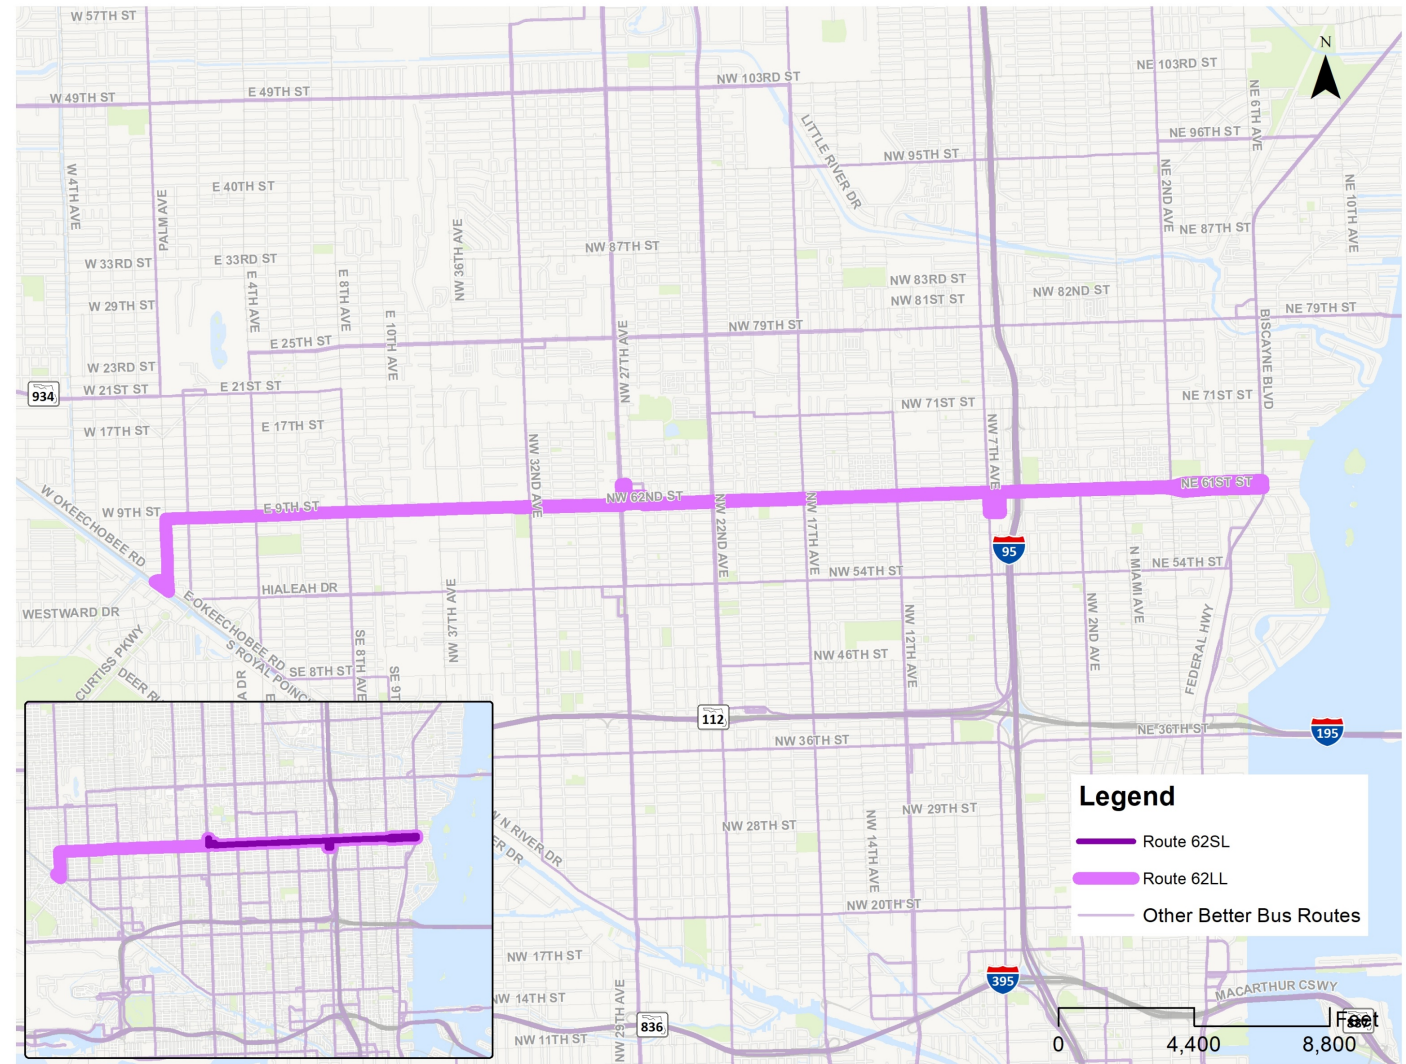 W 57TH ST
N
NW 103RD ST
NE 103RD ST
W 49TH ST
E 49TH ST
NE 6TH AVE
LITTLE RIVER DR
NE 96TH ST
NW 95TH ST
W 4TH AVE
PALM AVE
E 40TH ST
NE 2ND AVE
NE 10TH AVE
NW 36TH AVE
NW 87TH ST
NE 87TH ST
W 33RD ST
E 33RD ST
E 4TH AVE
E 8TH AVE
NW 83RD ST
NW 82ND ST
NW 81ST ST
W 29TH ST
E 10TH AVE
NE 79TH ST
BISCAYNE BLVD
NW 79TH ST
NW 27TH AVE
E 25TH ST
W 23RD ST
934
W 21ST ST
E 21ST ST
NE 71ST ST
NW 71ST ST
W 17TH ST
E 17TH ST
NW 7TH AVE
NW 32ND AVE
W OKEECHOBEE RD
NE 61ST ST
NW 62ND ST
NW 22ND AVE
NW 17TH AVE
W 9TH ST
E 9TH ST
95
N MIAMI AVE
NE 54TH ST
NW 54TH ST
HIALEAH DR
NW 37TH AVE
WESTWARD DR
E OKEECHOBEE RD
NW 2ND AVE
NW 12TH AVE
FEDERAL HWY
CURTISS PKWY
S ROYAL POINC
SE 8TH AVE
NW 46TH ST
SE 8TH ST
SE 9T
DEER RU
A DR
E
112
NE 36TH ST
195
NW 36TH ST
Legend
Route 62SL
Route 62LL
Other Better Bus Routes
NW 29TH ST
NW 28TH ST
NW 14TH AVE
W N RIVER DR
ER DR
NW 20TH ST
NW 17TH ST
395
MACARTHUR CSWY
NW 14TH ST
NW 29TH AVE
836
NW 11TH ST
Feet
0 4,400 8,800